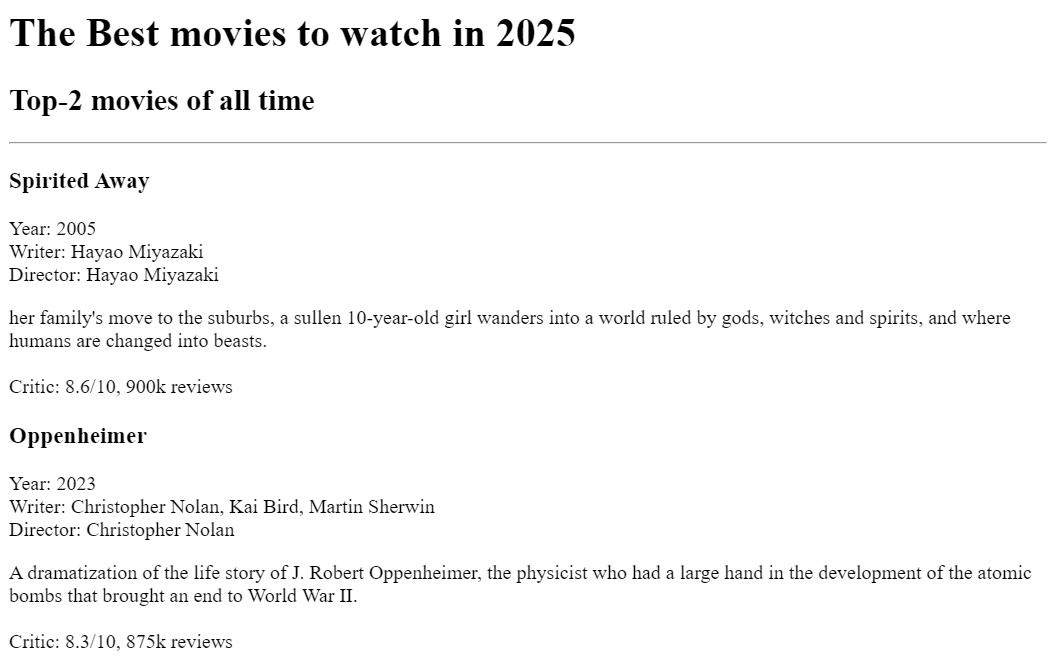 The Best movies to watch in 2025
Top-2 movies of all time
Spirited Away
Year: 2005
Writer: Hayao Miyazaki
Director: Hayao Miyazaki
her family's move to the suburbs, a sullen 10-year-old girl wanders into a world ruled by gods, witches and spirits, and where
humans are changed into beasts.
Critic: 8.6/10, 900k reviews
Oppenheimer
Year: 2023
Writer: Christopher Nolan, Kai Bird, Martin Sherwin
Director: Christopher Nolan
A dramatization of the life story of J. Robert Oppenheimer, the physicist who had a large hand in the development of the atomic
bombs that brought an end to World War II.
Critic: 8.3/10, 875k reviews